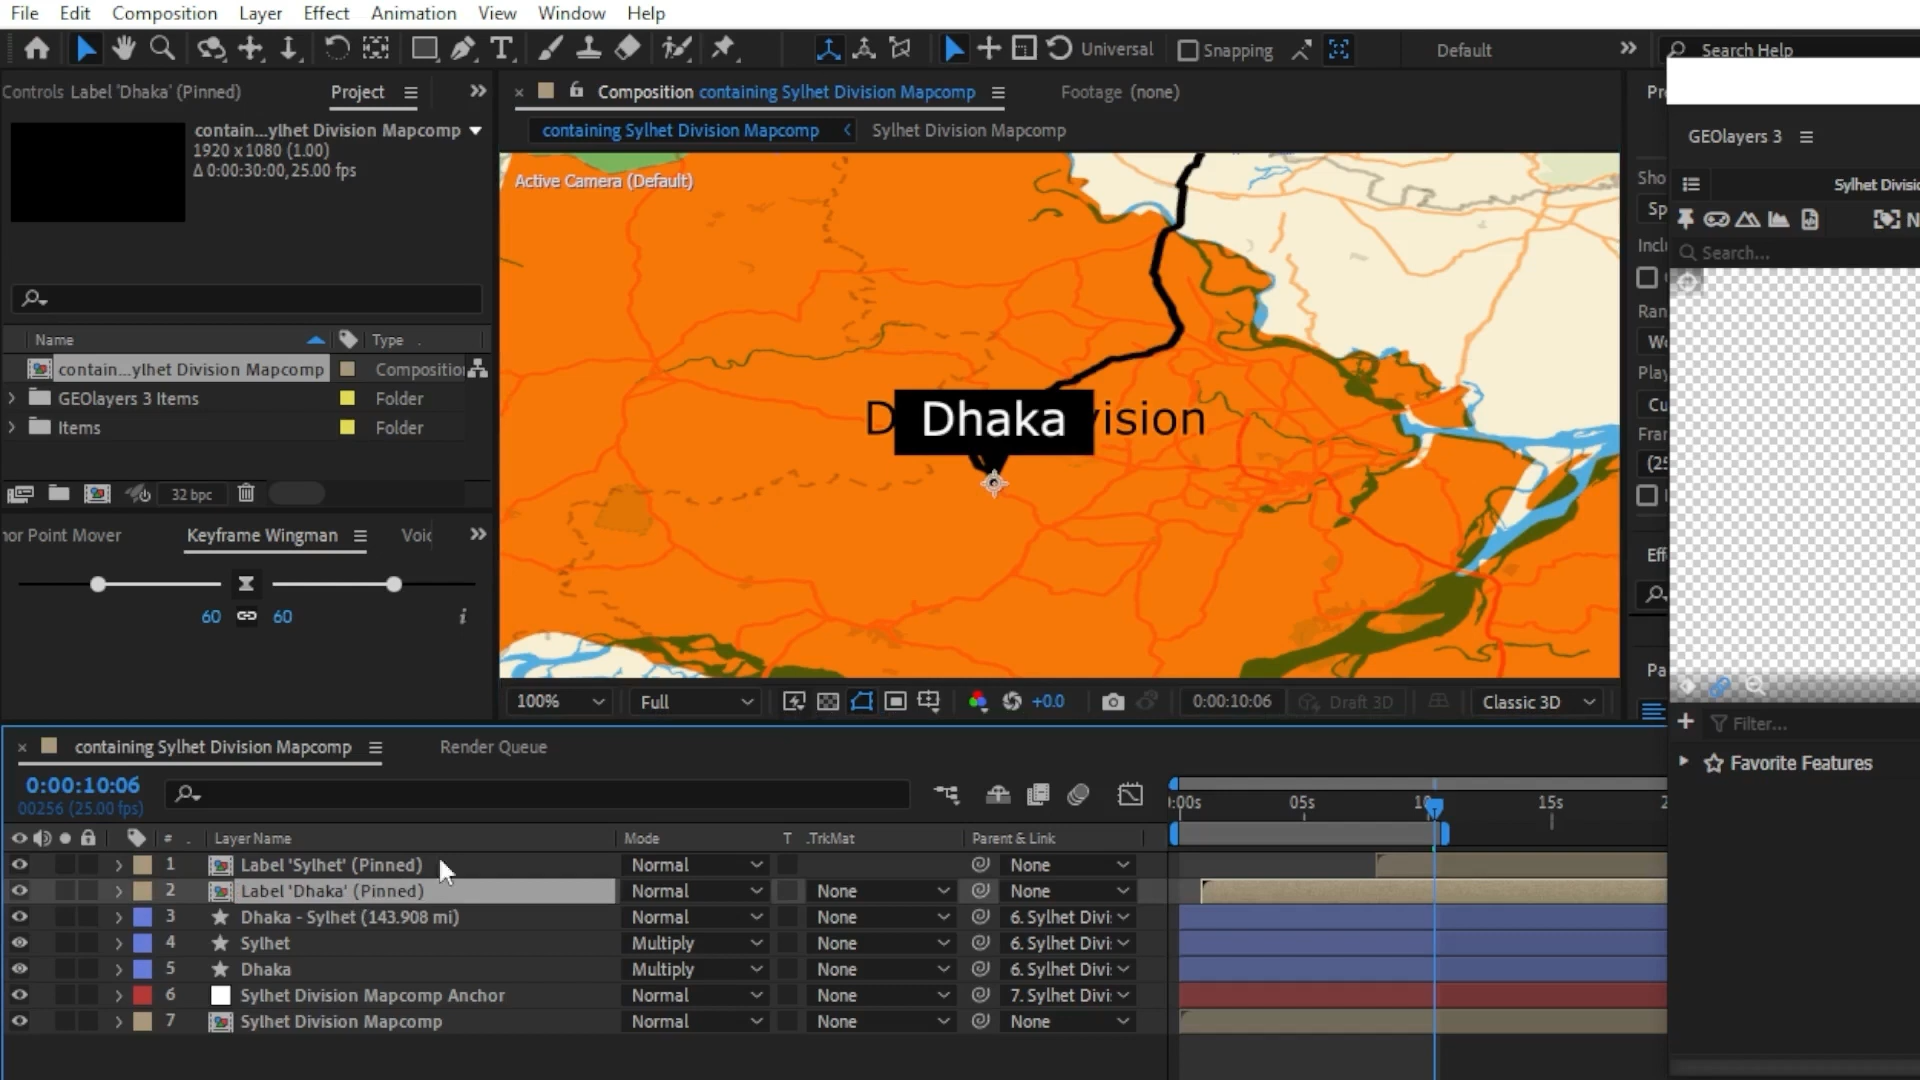 File Edit Composition Layer Effect Animation View Window Help
Universal Snapping Default Search Help
Controls Label 'Dhaka' (Pinned) Project
Composition containing Sylhet Division Mapcomp Footage (none)
containing Sylhet Division Mapcomp Sylhet Division Mapcomp
contain...ylhet Division Mapcomp
1920 x 1080 (1.00)
Δ 0:00:30:00, 25.00 fps
Active Camera (Default)
GEOlayers 3
Search...
Name Type
contain...ylhet Division Mapcomp
GEOlayers 3 Items Folder
Items Folder
Dhaka
vision
32 bpc
Keyframe Wingman
60 60
100% Full +0.0 0:00:10:06 Draft 3D Classic 3D
Filter...
Favorite Features
containing Sylhet Division Mapcomp Render Queue
0:00:10:06
00256 (25.00 fps)
:00s 05s 10 15s 2
# Layer Name Mode T .TrkMat Parent & Link
1 Label 'Sylhet' (Pinned) Normal None
2 Label 'Dhaka' (Pinned) Normal None None
3 Dhaka - Sylhet (143.908 mi) Normal None 6. Sylhet Divi
4 Sylhet Multiply None 6. Sylhet Divi
5 Dhaka Multiply None 6. Sylhet Divi
6 Sylhet Division Mapcomp Anchor Normal None 7. Sylhet Divi
7 Sylhet Division Mapcomp Normal None None